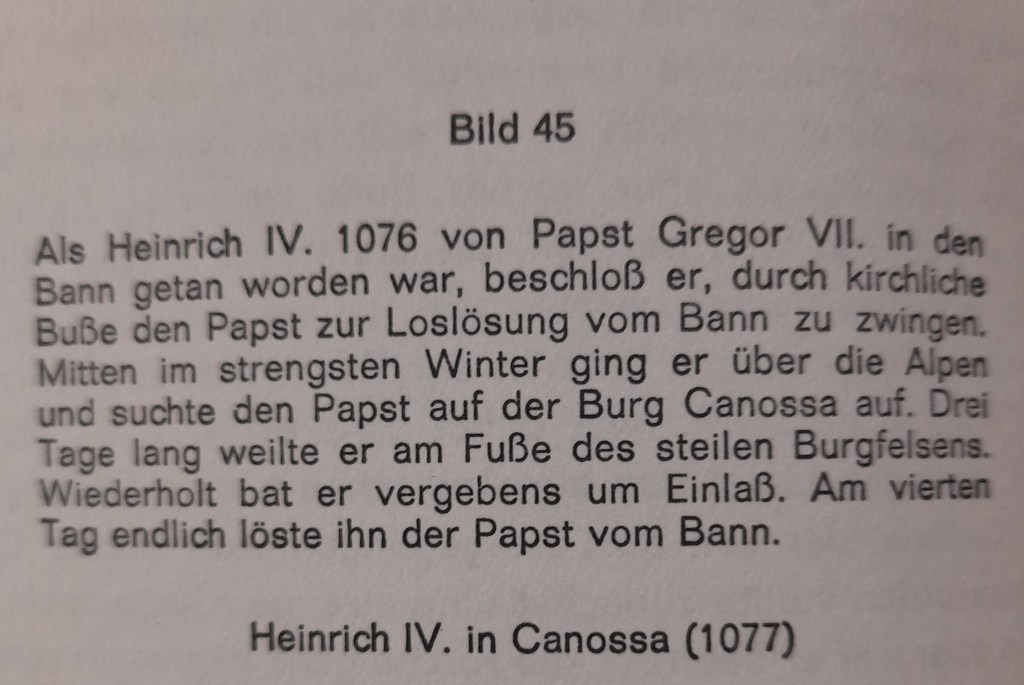 Bild 45
Als Heinrich IV. 1076 von Papst Gregor VII. in den
Bann getan worden war, beschloß er, durch kirchliche
Buße den Papst zur Loslösung vom Bann zu zwingen.
Mitten im strengsten Winter ging er über die Alpen
und suchte den Papst auf der Burg Canossa auf. Drei
Tage lang weilte er am Fuße des steilen Burgfelsens.
Wiederholt bat er vergebens um Einlaß. Am vierten
Tag endlich löste ihn der Papst vom Bann.
Heinrich IV. in Canossa (1077)